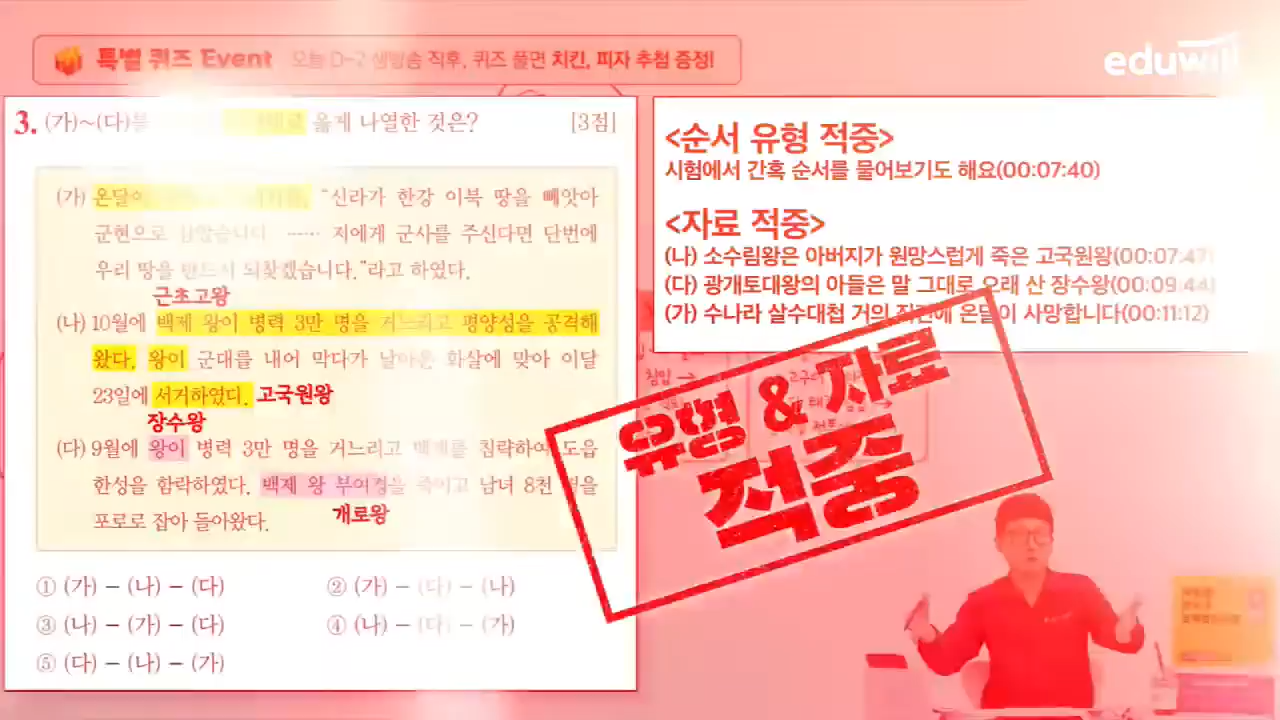 특별 퀴즈 Event 오늘 D-2 생방송 직후, 퀴즈 풀면 치킨, 피자 추첨 증정!
eduwill
3. (가)~(다)를 옳게 나열한 것은? [3점]
(가) "신라가 한강 이북 땅을 빼앗아
군현으로 삼았습니다. …… 저에게 군사를 주신다면 단번에
우리 땅을 반드시 되찾겠습니다."라고 하였다.
근초고왕
(나) 10월에 백제 왕이 병력 3만 명을 거느리고 평양성을 공격해
왔다. 왕이 군대를 내어 막다가 날아온 화살에 맞아 이달
23일에 서거하였다. 고국원왕
장수왕
(다) 9월에 왕이 병력 3만 명을 거느리고 백제를 침략하여 도읍
한성을 함락하였다. 백제 왕 부여경을 죽이고 남녀 8천 명을
포로로 잡아 돌아왔다.
개로왕
① (가) – (나) – (다)
② (가) – (다) – (나)
③ (나) – (가) – (다)
④ (나) – (다) – (가)
⑤ (다) – (나) – (가)
<순서 유형 적중>
시험에서 간혹 순서를 물어보기도 해요(00:07:40)
<자료 적중>
(나) 소수림왕은 아버지가 원망스럽게 죽은 고국원왕(00:07:47)
(다) 광개토대왕의 아들은 말 그대로 오래 산 장수왕(00:09:44)
(가) 수나라 살수대첩 거의 직전에 온달이 사망합니다(00:11:12)
유형 & 자료
적중